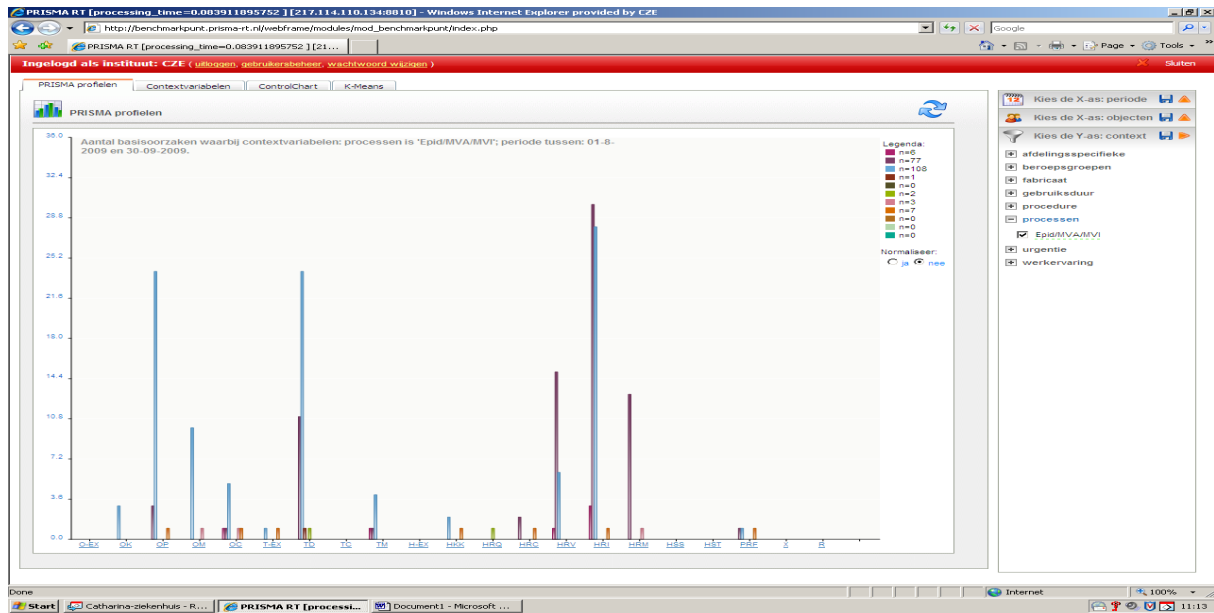 PRISMA RT [processing_time=0.083911895752 ] [217.114.110.134:8810] - Windows Internet Explorer provided by CZE
http://benchmarkpunt.prisma-rt.nl/webframe/modules/mod_benchmarkpunt/index.php
Google
PRISMA RT [processing_time=0.083911895752 ] [21...
Page Tools
Ingelogd als instituut: CZE ( uitloggen, gebruikersbeheer, wachtwoord wijzigen )
Sluiten
PRISMA profielen Contextvariabelen ControlChart K-Means
PRISMA profielen
Aantal basisoorzaken waarbij contextvariabelen: processen is 'Epid/MVA/MVI'; periode tussen: 01-8-
2009 en 30-09-2009.
36.0
32.4
28.8
25.2
21.6
18.0
14.4
10.8
7.2
3.6
0.0
O-EX OK OP OM OC T-EX TD TC TM H-EX HKK HRQ HRC HRV HRI HRM HSS HST PRF X R
Legenda:
n=6
n=77
n=108
n=1
n=0
n=2
n=3
n=7
n=0
n=0
n=0
Normaliseer:
ja nee
Kies de X-as: periode
Kies de X-as: objecten
Kies de Y-as: context
afdelingsspecifieke
beroepsgroepen
fabricaat
gebruiksduur
procedure
processen
Epid/MVA/MVI
urgentie
werkervaring
Done
Internet
100%
Start
Catharina-ziekenhuis - R...
PRISMA RT [processi...
Document1 - Microsoft ...
11:13